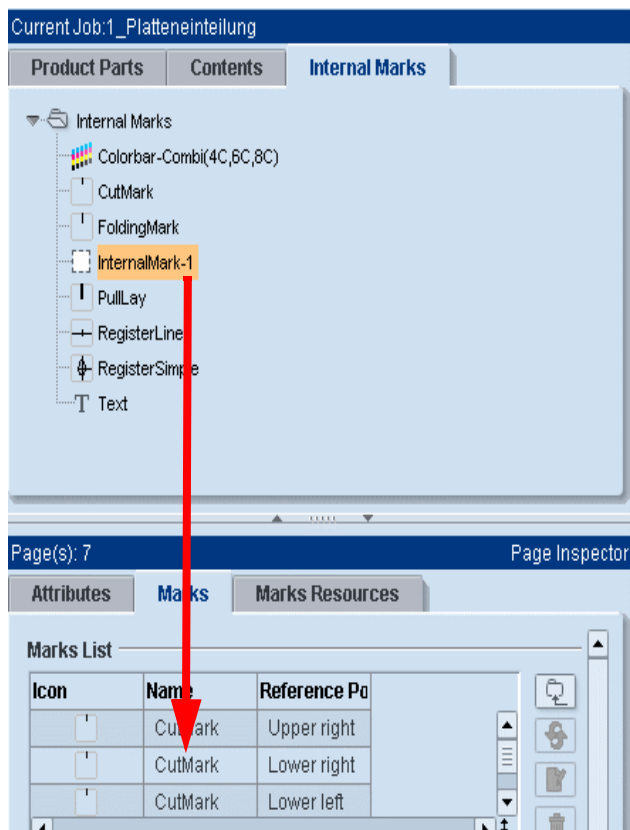 Current Job:1_Platteneinteilung
Product Parts Contents Internal Marks
Internal Marks
Colorbar-Combi(4C,6C,8C)
CutMark
FoldingMark
InternalMark-1
PullLay
RegisterLine
RegisterSimple
T Text
Page(s): 7 Page Inspector
Attributes Marks Marks Resources
Marks List
Icon Name Reference Po
CutMark Upper right
CutMark Lower right
CutMark Lower left